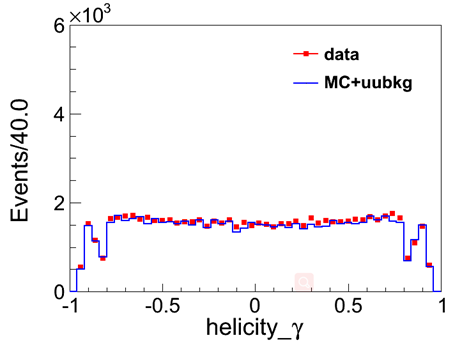 ×10³
6
4
2
0
Events/40.0
data
MC+uubkg
-1 -0.5 0 0.5 1
helicity_γ